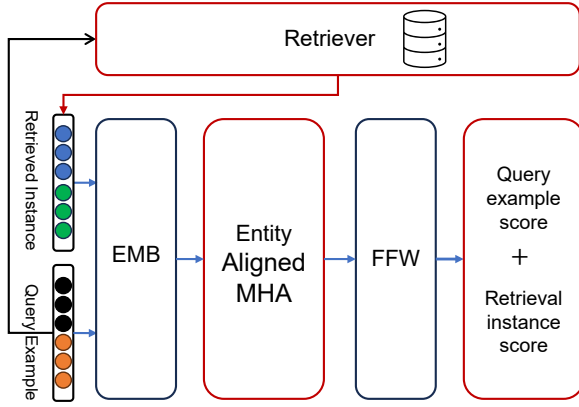 Retriever
Retrieved Instance
Query Example
EMB
Entity
Aligned
MHA
FFW
Query
example
score
+
Retrieval
instance
score